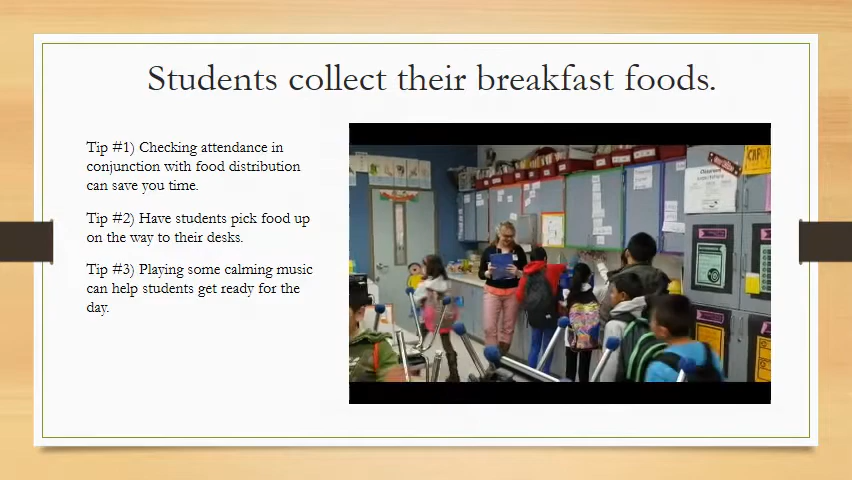 Students collect their breakfast foods.
Tip #1) Checking attendance in
conjunction with food distribution
can save you time.
Tip #2) Have students pick food up
on the way to their desks.
Tip #3) Playing some calming music
can help students get ready for the
day.